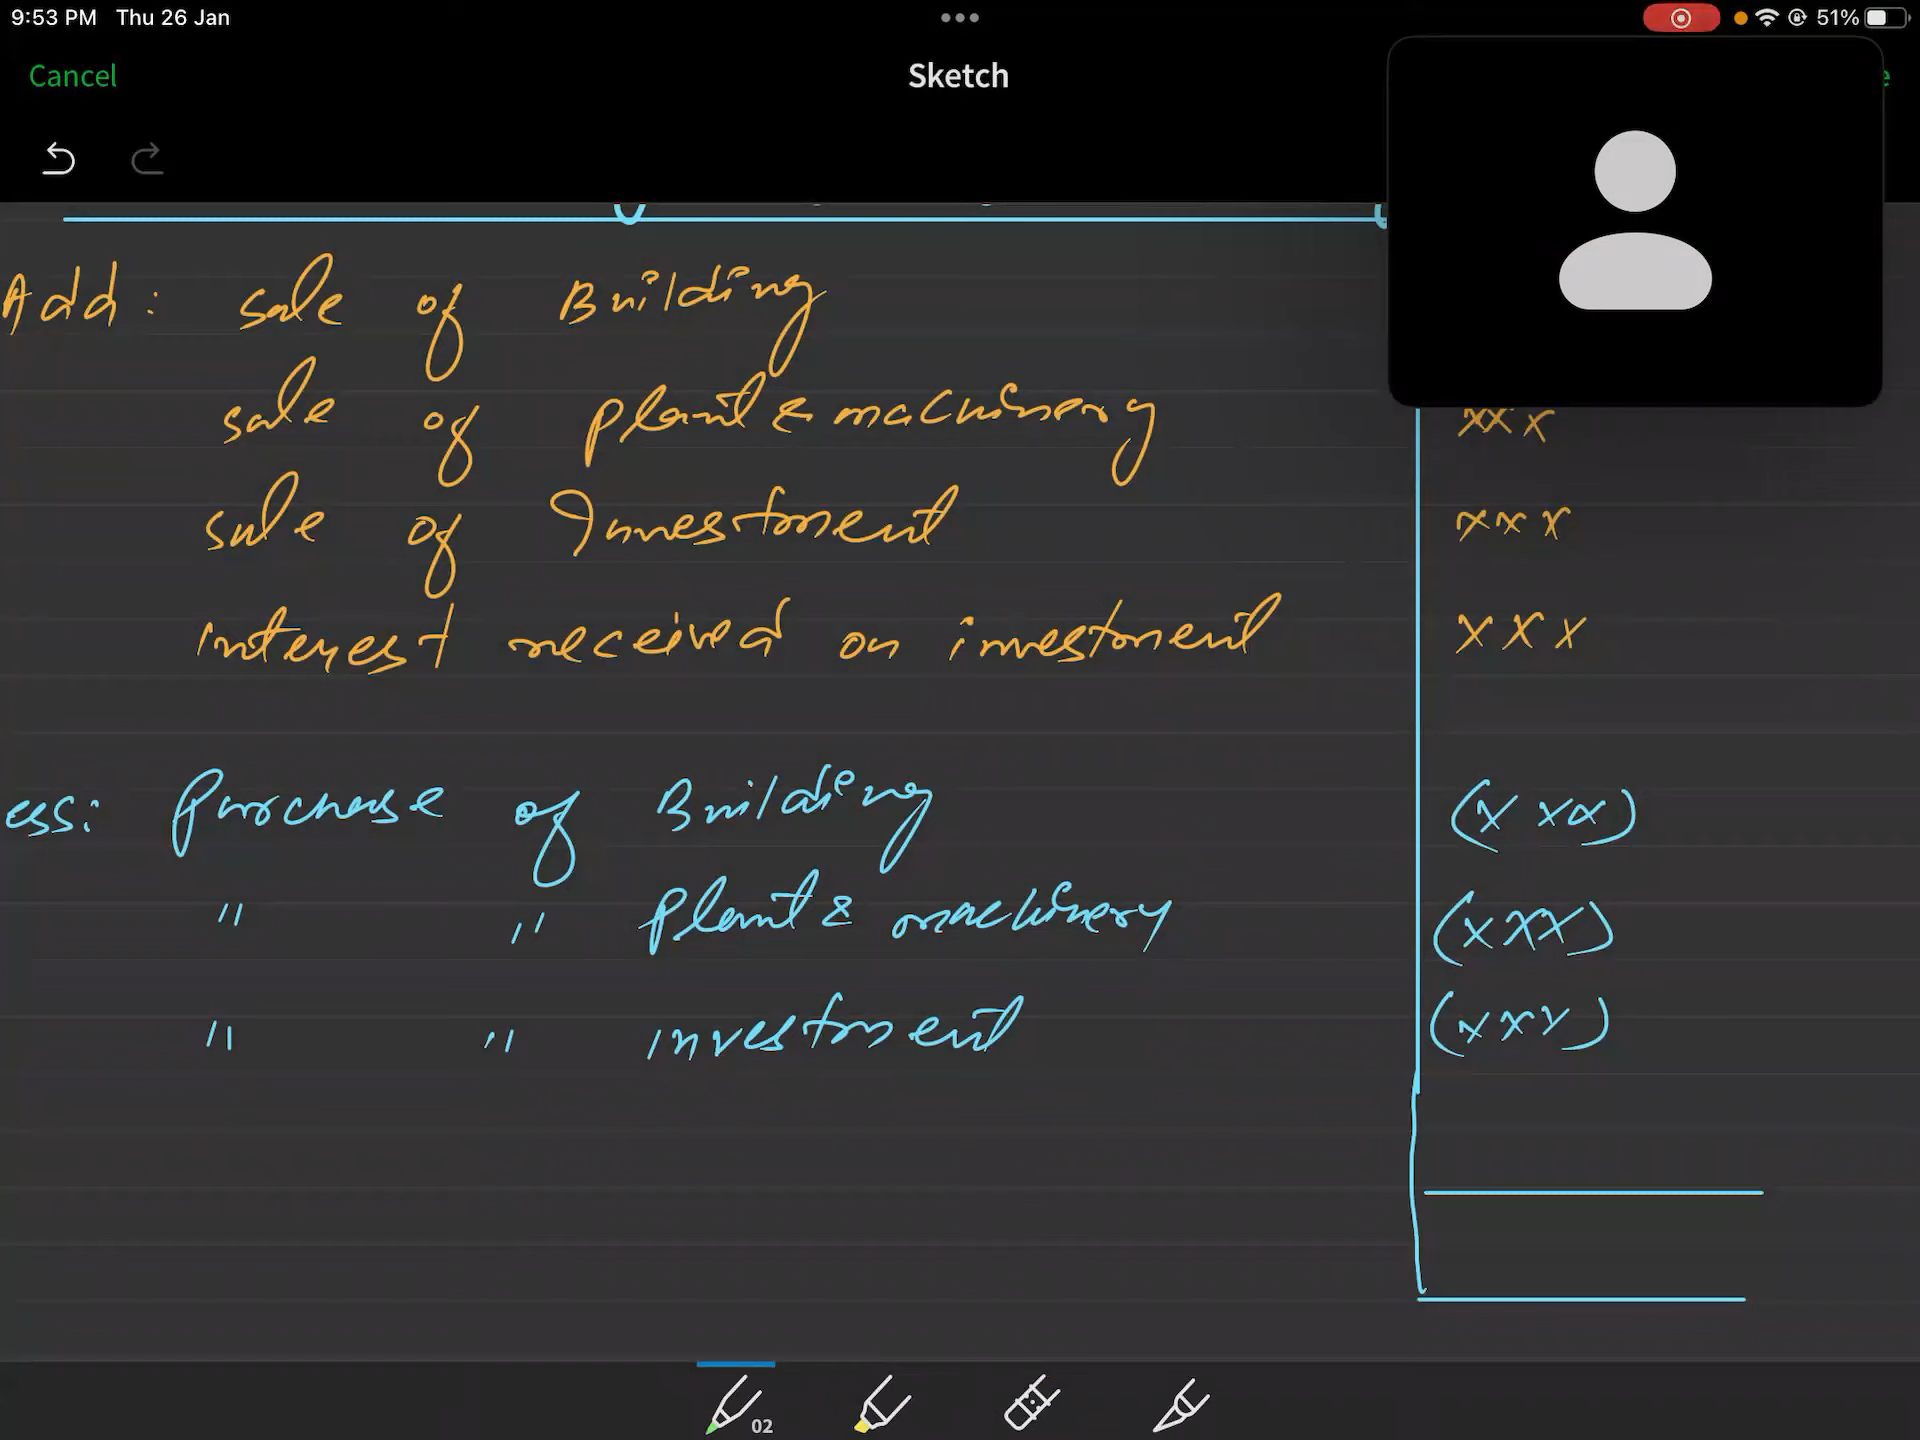 9:53 PM Thu 26 Jan
51%
Cancel
Sketch
e
Add: sale of Building
sale of plant & machinery xxx
sale of Investment xxx
interest received on investment xxx
ess: Purchase of Building (xxx)
" " plant & machinery (xxx)
" " investment (xxx)
02